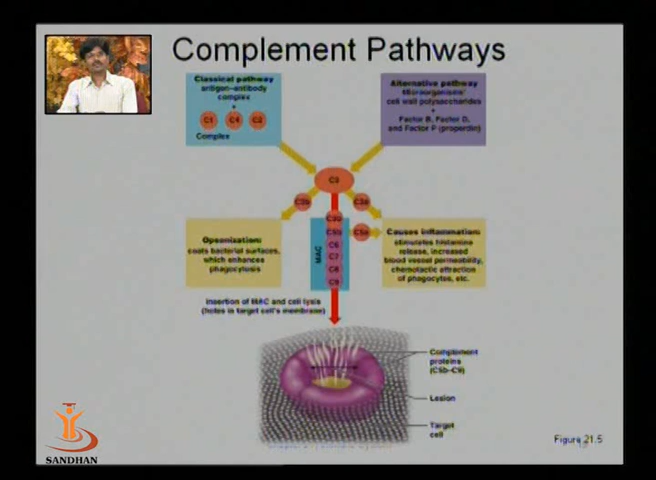 Complement Pathways
Classical pathway
antigen–antibody
complex
+
C1 C4 C2
Complex
Alternative pathway
Microorganisms'
cell wall polysaccharides
+
Factor B, Factor D,
and Factor P (properdin)
C3
C3b
C3a
C3b
C5b
C5a
C6
C7
C8
C9
MAC
Opsonization:
coats bacterial surfaces,
which enhances
phagocytosis
Causes inflammation:
stimulates histamine
release, increased
blood vessel permeability,
chemotactic attraction
of phagocytes, etc.
Insertion of MAC and cell lysis
(holes in target cell's membrane)
Complement
proteins
(C5b–C9)
Lesion
Target
cell
Figure 21.5
SANDHAN